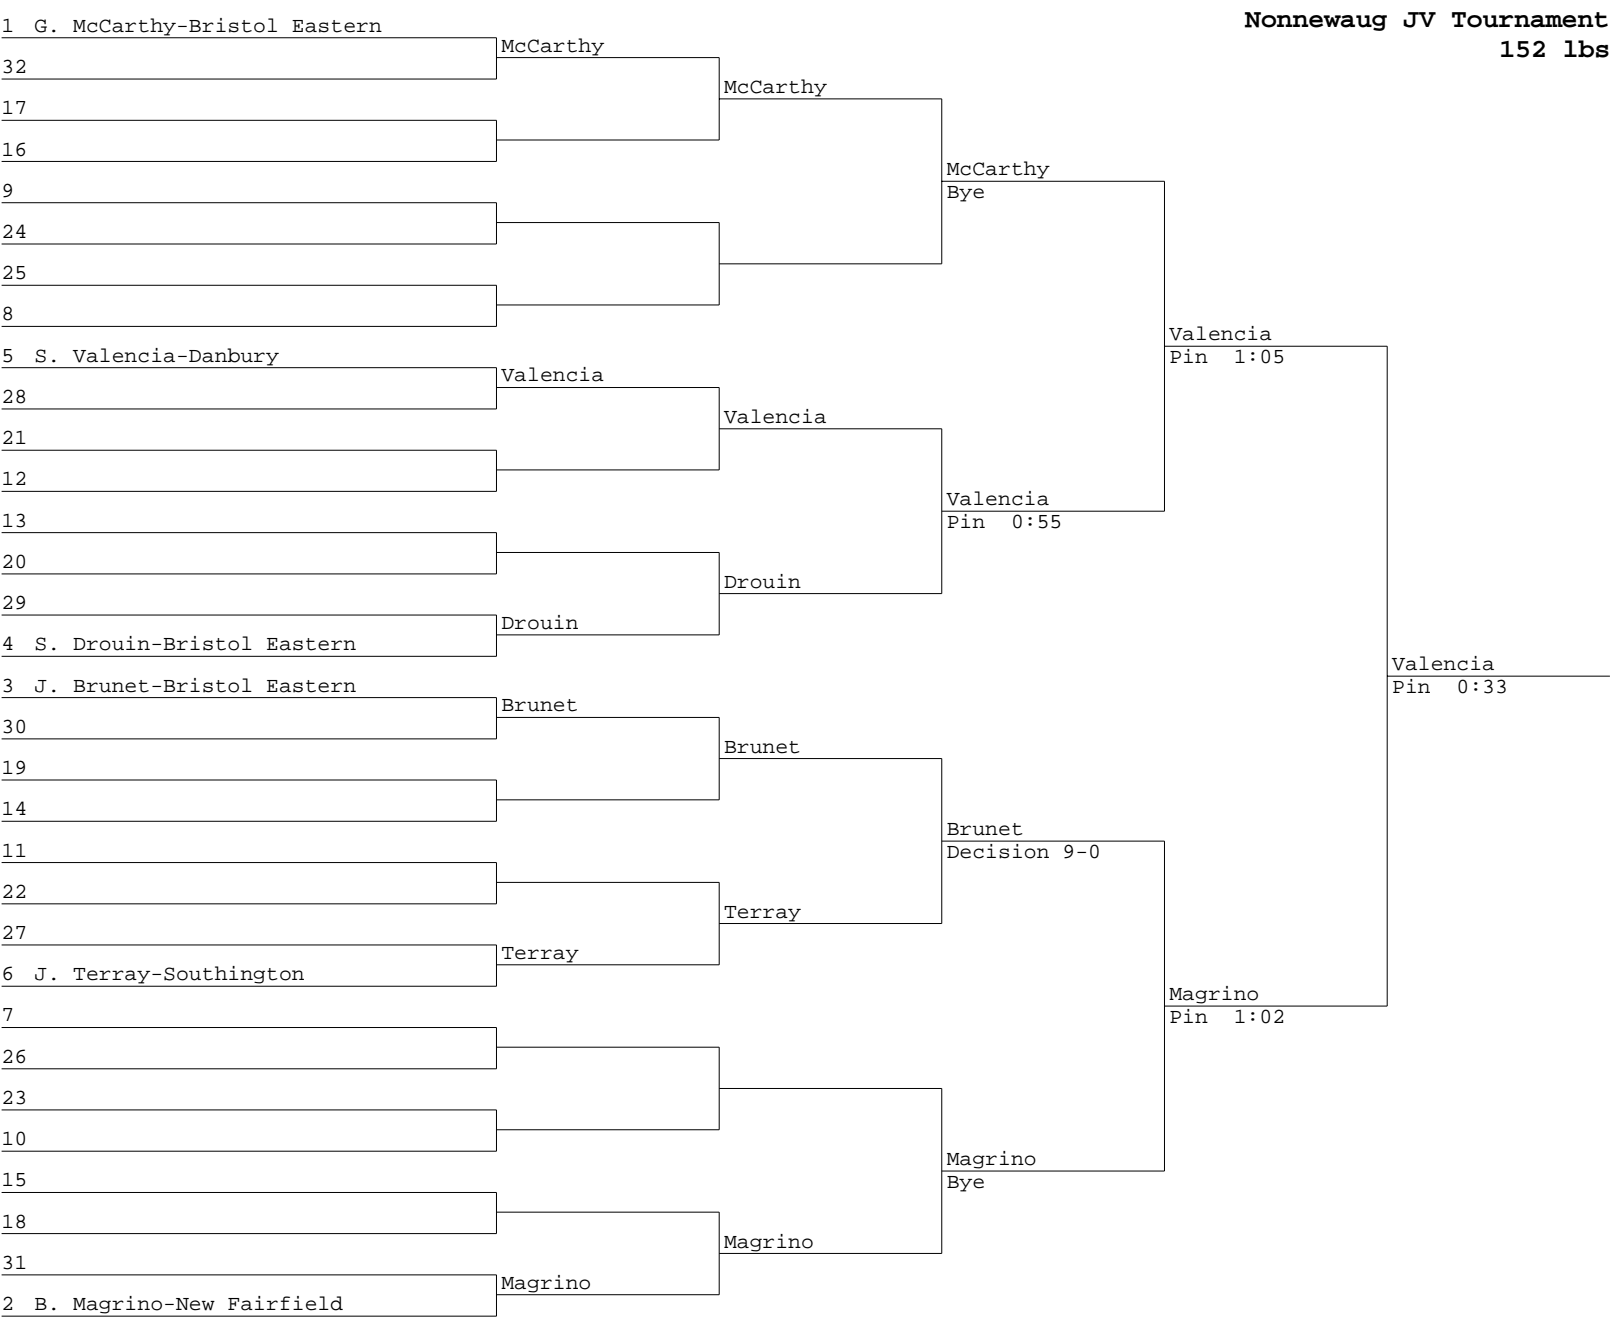 Nonnewaug JV Tournament
152 lbs
1 G. McCarthy-Bristol Eastern
McCarthy
32
McCarthy
17
16
McCarthy
9
Bye
24
25
8
Valencia
5 S. Valencia-Danbury
Pin 1:05
Valencia
28
Valencia
21
12
Valencia
13
Pin 0:55
20
Drouin
29
Drouin
4 S. Drouin-Bristol Eastern
Valencia
3 J. Brunet-Bristol Eastern
Pin 0:33
Brunet
30
Brunet
19
14
Brunet
11
Decision 9-0
22
Terray
27
Terray
6 J. Terray-Southington
Magrino
7
Pin 1:02
26
23
10
Magrino
15
Bye
18
Magrino
31
Magrino
2 B. Magrino-New Fairfield